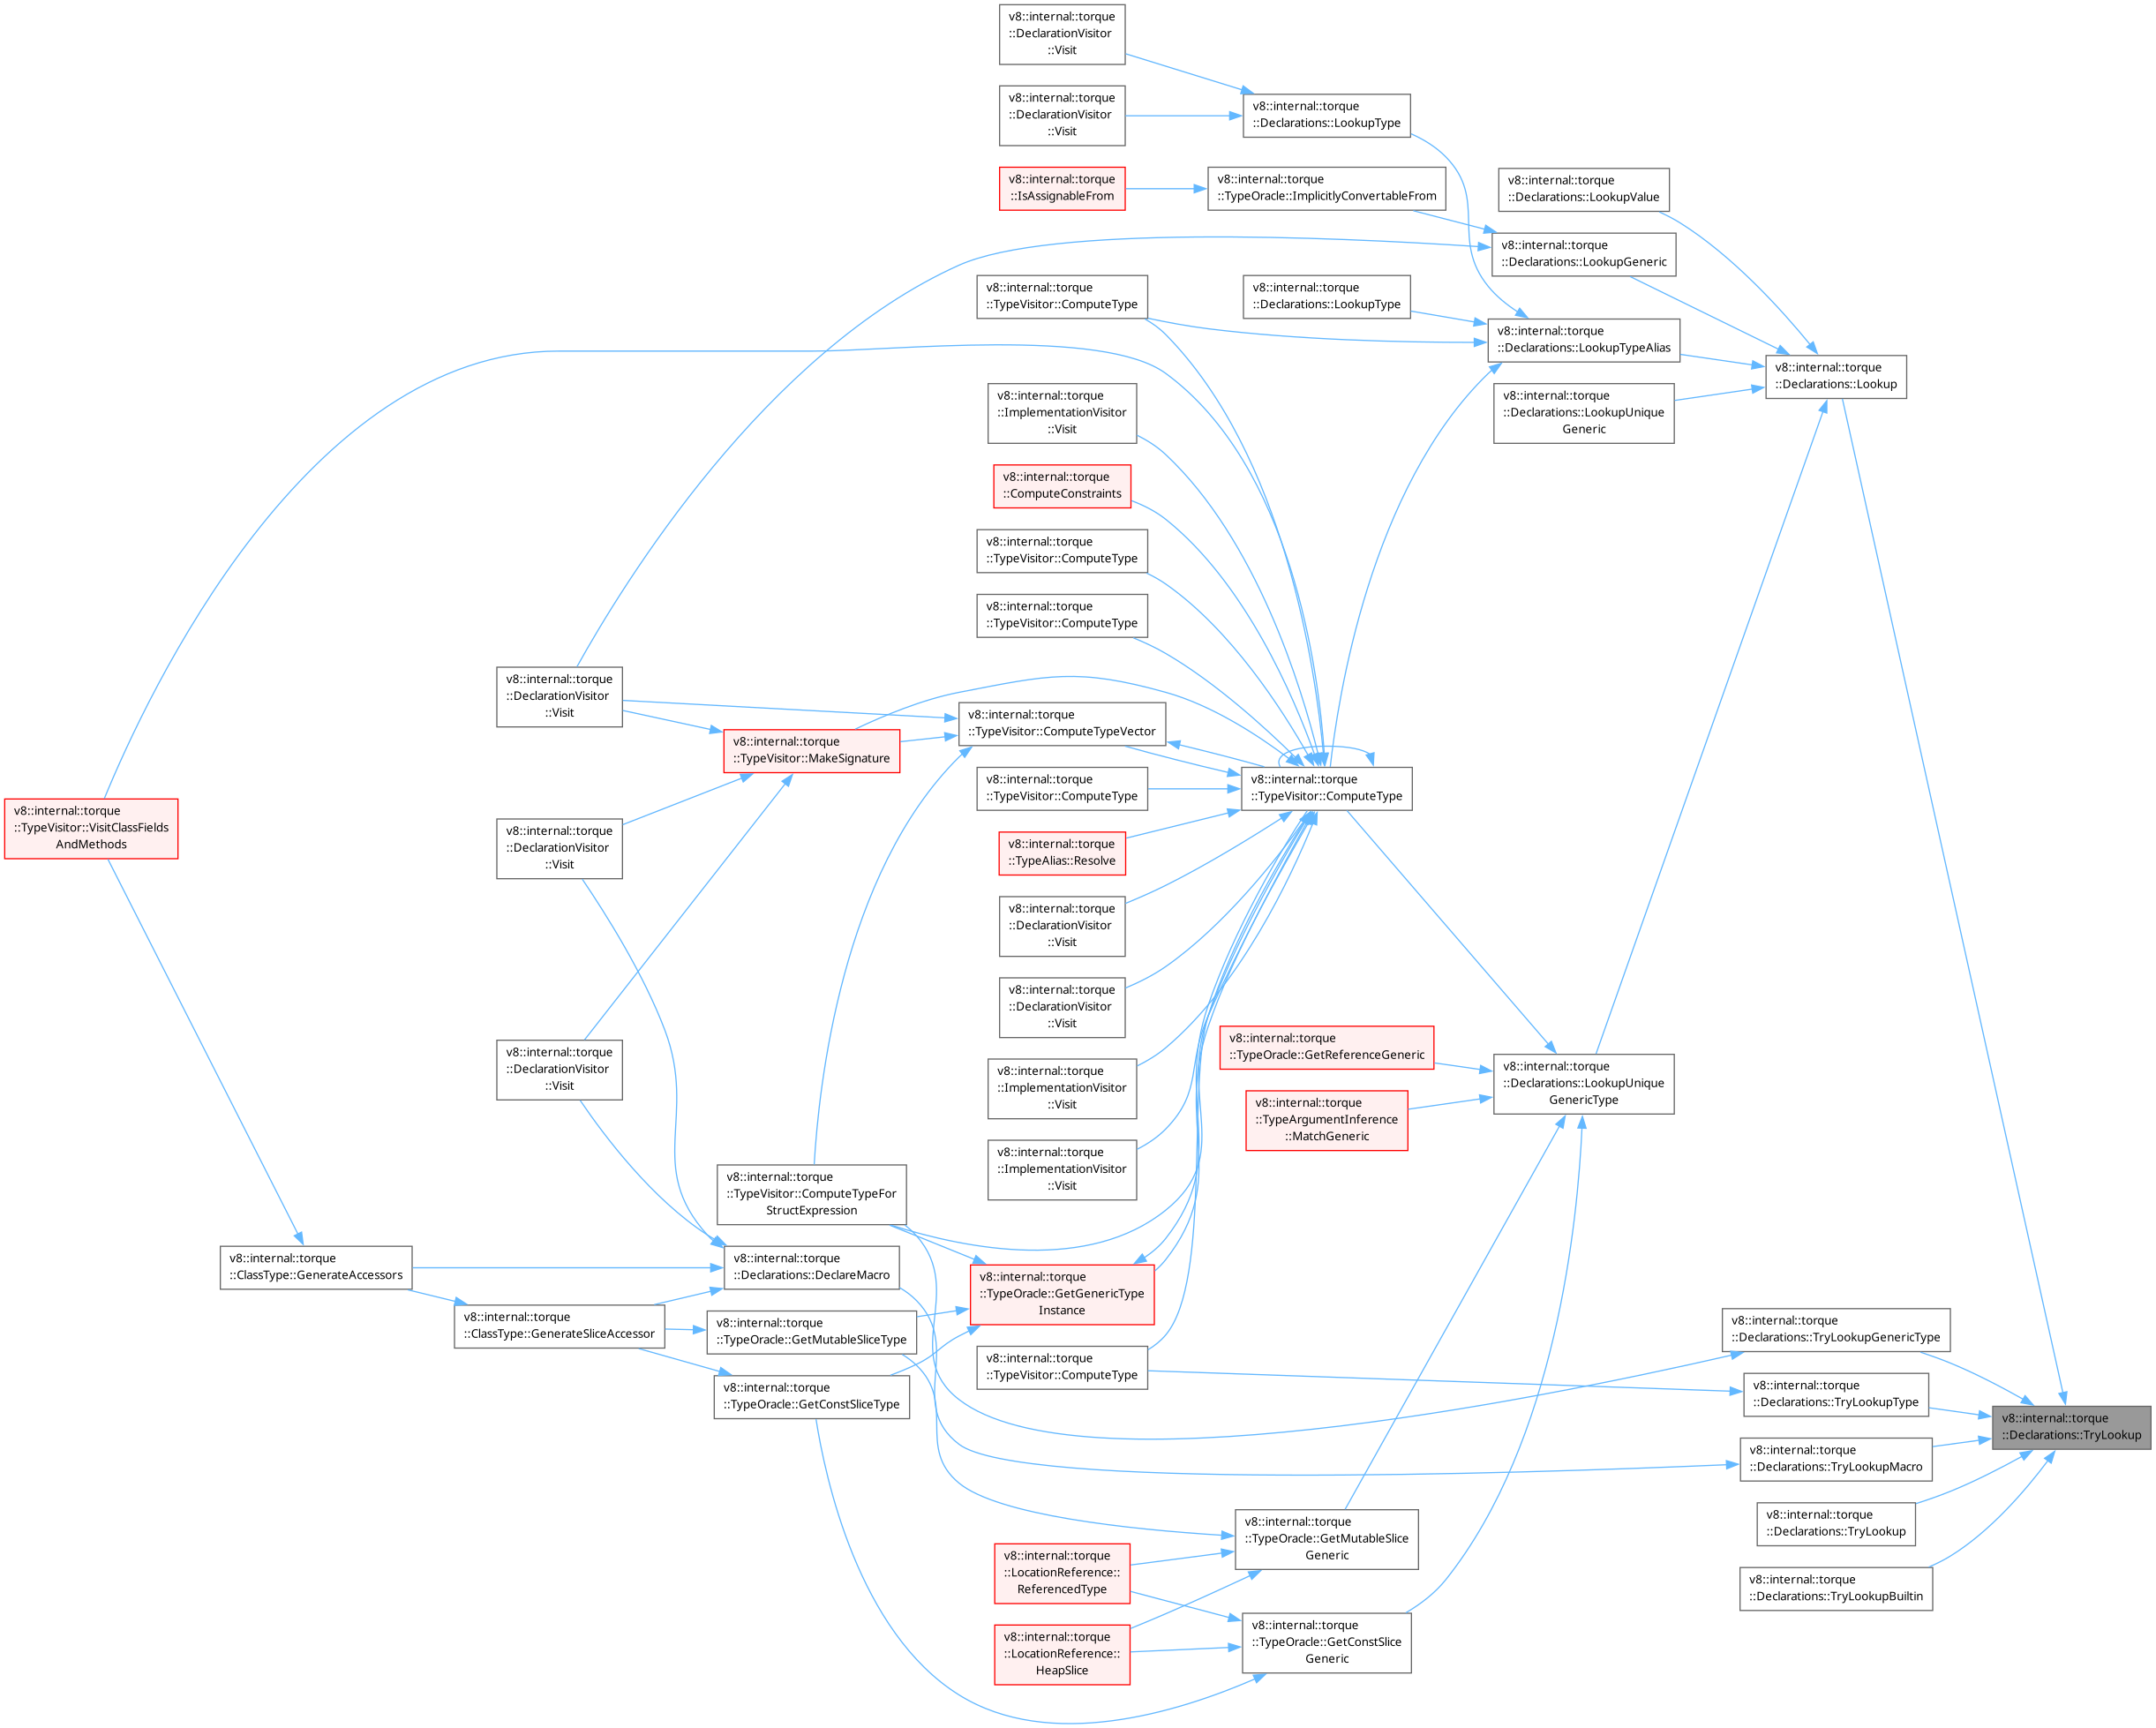 v8::internal::torque
::DeclarationVisitor
::Visit
v8::internal::torque
::DeclarationVisitor
::Visit
v8::internal::torque
::Declarations::LookupType
v8::internal::torque
::IsAssignableFrom
v8::internal::torque
::TypeOracle::ImplicitlyConvertableFrom
v8::internal::torque
::Declarations::LookupValue
v8::internal::torque
::Declarations::LookupGeneric
v8::internal::torque
::TypeVisitor::ComputeType
v8::internal::torque
::Declarations::LookupType
v8::internal::torque
::Declarations::LookupTypeAlias
v8::internal::torque
::Declarations::Lookup
v8::internal::torque
::ImplementationVisitor
::Visit
v8::internal::torque
::Declarations::LookupUnique
Generic
v8::internal::torque
::ComputeConstraints
v8::internal::torque
::TypeVisitor::ComputeType
v8::internal::torque
::TypeVisitor::ComputeType
v8::internal::torque
::DeclarationVisitor
::Visit
v8::internal::torque
::TypeVisitor::MakeSignature
v8::internal::torque
::TypeVisitor::ComputeTypeVector
v8::internal::torque
::TypeVisitor::ComputeType
v8::internal::torque
::TypeVisitor::ComputeType
v8::internal::torque
::TypeVisitor::VisitClassFields
AndMethods
v8::internal::torque
::DeclarationVisitor
::Visit
v8::internal::torque
::TypeAlias::Resolve
v8::internal::torque
::DeclarationVisitor
::Visit
v8::internal::torque
::DeclarationVisitor
::Visit
v8::internal::torque
::DeclarationVisitor
::Visit
v8::internal::torque
::ImplementationVisitor
::Visit
v8::internal::torque
::TypeOracle::GetReferenceGeneric
v8::internal::torque
::Declarations::LookupUnique
GenericType
v8::internal::torque
::TypeArgumentInference
::MatchGeneric
v8::internal::torque
::ImplementationVisitor
::Visit
v8::internal::torque
::TypeVisitor::ComputeTypeFor
StructExpression
v8::internal::torque
::ClassType::GenerateAccessors
v8::internal::torque
::Declarations::DeclareMacro
v8::internal::torque
::TypeOracle::GetGenericType
Instance
v8::internal::torque
::ClassType::GenerateSliceAccessor
v8::internal::torque
::TypeOracle::GetMutableSliceType
v8::internal::torque
::Declarations::TryLookupGenericType
v8::internal::torque
::TypeVisitor::ComputeType
v8::internal::torque
::TypeOracle::GetConstSliceType
v8::internal::torque
::Declarations::TryLookupType
v8::internal::torque
::Declarations::TryLookup
v8::internal::torque
::Declarations::TryLookupMacro
v8::internal::torque
::Declarations::TryLookup
v8::internal::torque
::TypeOracle::GetMutableSlice
Generic
v8::internal::torque
::LocationReference::
ReferencedType
v8::internal::torque
::Declarations::TryLookupBuiltin
v8::internal::torque
::TypeOracle::GetConstSlice
Generic
v8::internal::torque
::LocationReference::
HeapSlice